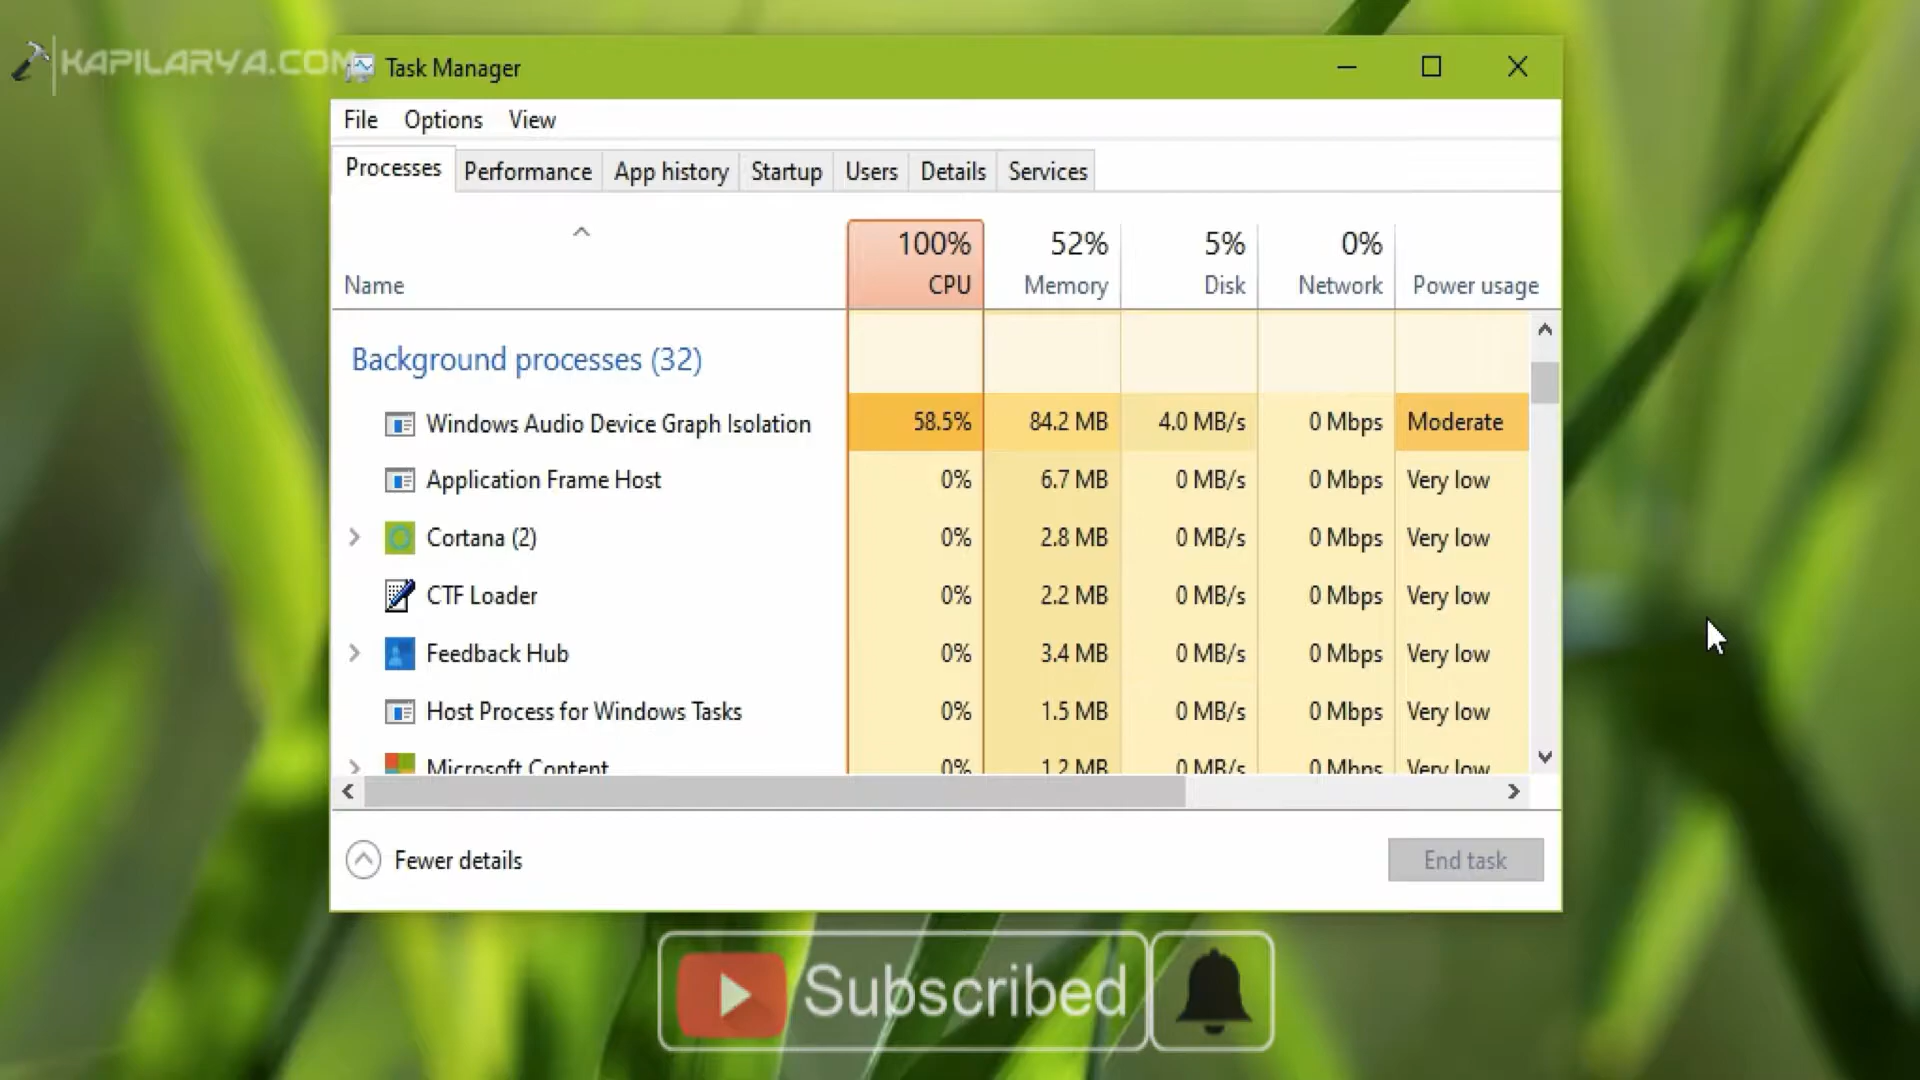 KAPILARYA.COM
Task Manager
File Options View
Processes Performance App history Startup Users Details Services
100% 52% 5% 0%
Name CPU Memory Disk Network Power usage
Background processes (32)
Windows Audio Device Graph Isolation 58.5% 84.2 MB 4.0 MB/s 0 Mbps Moderate
Application Frame Host 0% 6.7 MB 0 MB/s 0 Mbps Very low
Cortana (2) 0% 2.8 MB 0 MB/s 0 Mbps Very low
CTF Loader 0% 2.2 MB 0 MB/s 0 Mbps Very low
Feedback Hub 0% 3.4 MB 0 MB/s 0 Mbps Very low
Host Process for Windows Tasks 0% 1.5 MB 0 MB/s 0 Mbps Very low
Microsoft Content 0% 1.2 MB 0 MB/s 0 Mbps Very low
Fewer details End task
Subscribed